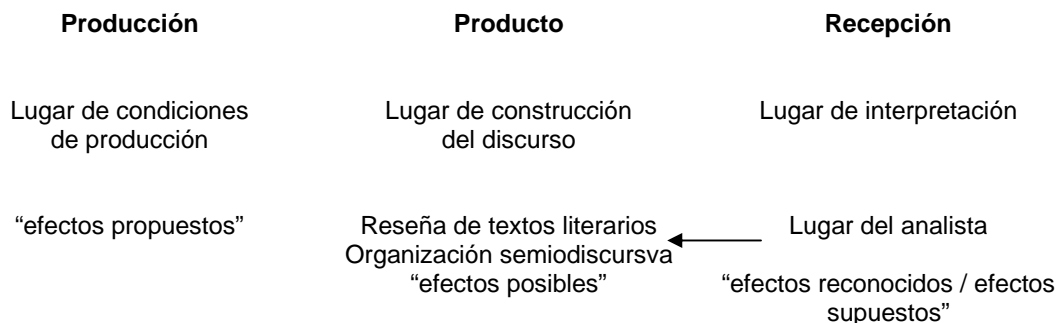 Producción Producto Recepción
Lugar de condiciones Lugar de construcción Lugar de interpretación
de producción del discurso
“efectos propuestos” Reseña de textos literarios Lugar del analista
Organización semiodiscursva
“efectos posibles” “efectos reconocidos / efectos
supuestos”